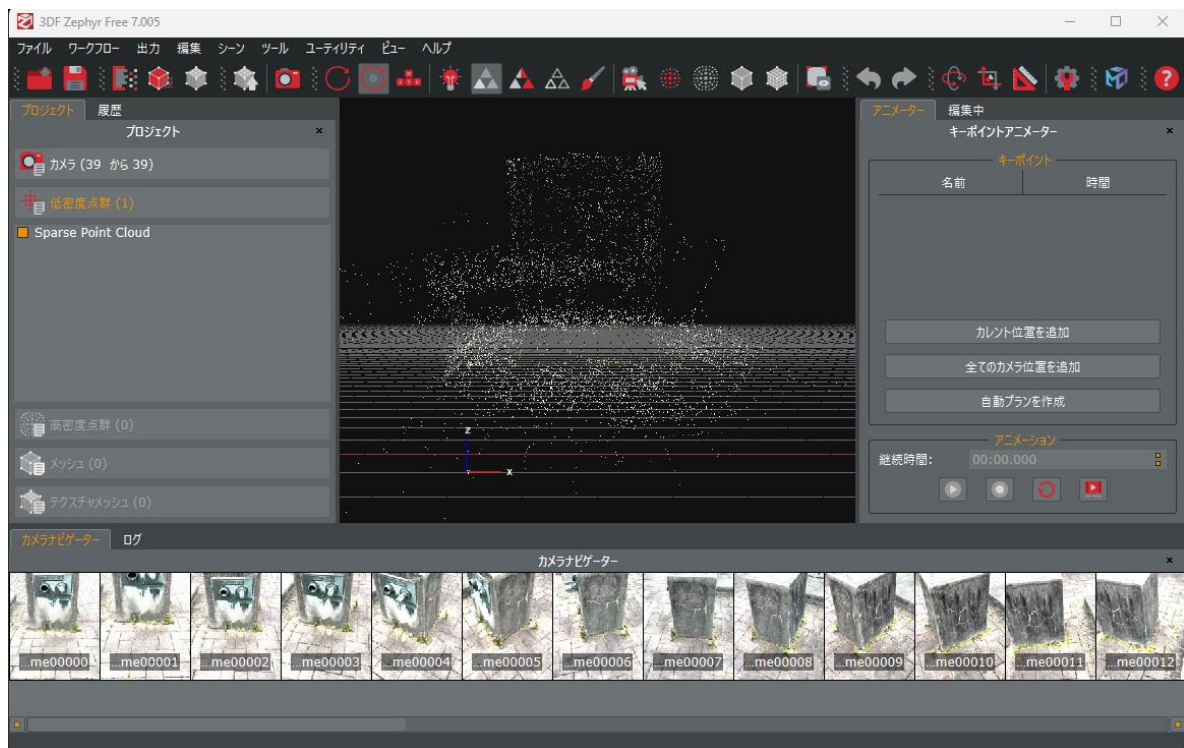 3DF Zephyr Free 7.005
ファイル ワークフロー 出力 編集 シーン ツール ユーティリティ ビュー ヘルプ
プロジェクト 履歴
プロジェクト
カメラ (39 から 39)
低密度点群 (1)
Sparse Point Cloud
高密度点群 (0)
メッシュ (0)
テクスチャメッシュ (0)
Z
Y
X
アニメーター 編集中
キーポイントアニメーター
キーポイント
名前 時間
カレント位置を追加
全てのカメラ位置を追加
自動プランを作成
アニメーション
継続時間: 00:00.000
カメラナビゲーター ログ
カメラナビゲーター
...me00000 ...me00001 ...me00002 ...me00003 ...me00004 ...me00005 ...me00006 ...me00007 ...me00008 ...me00009 ...me00010 ...me00011 ...me00012